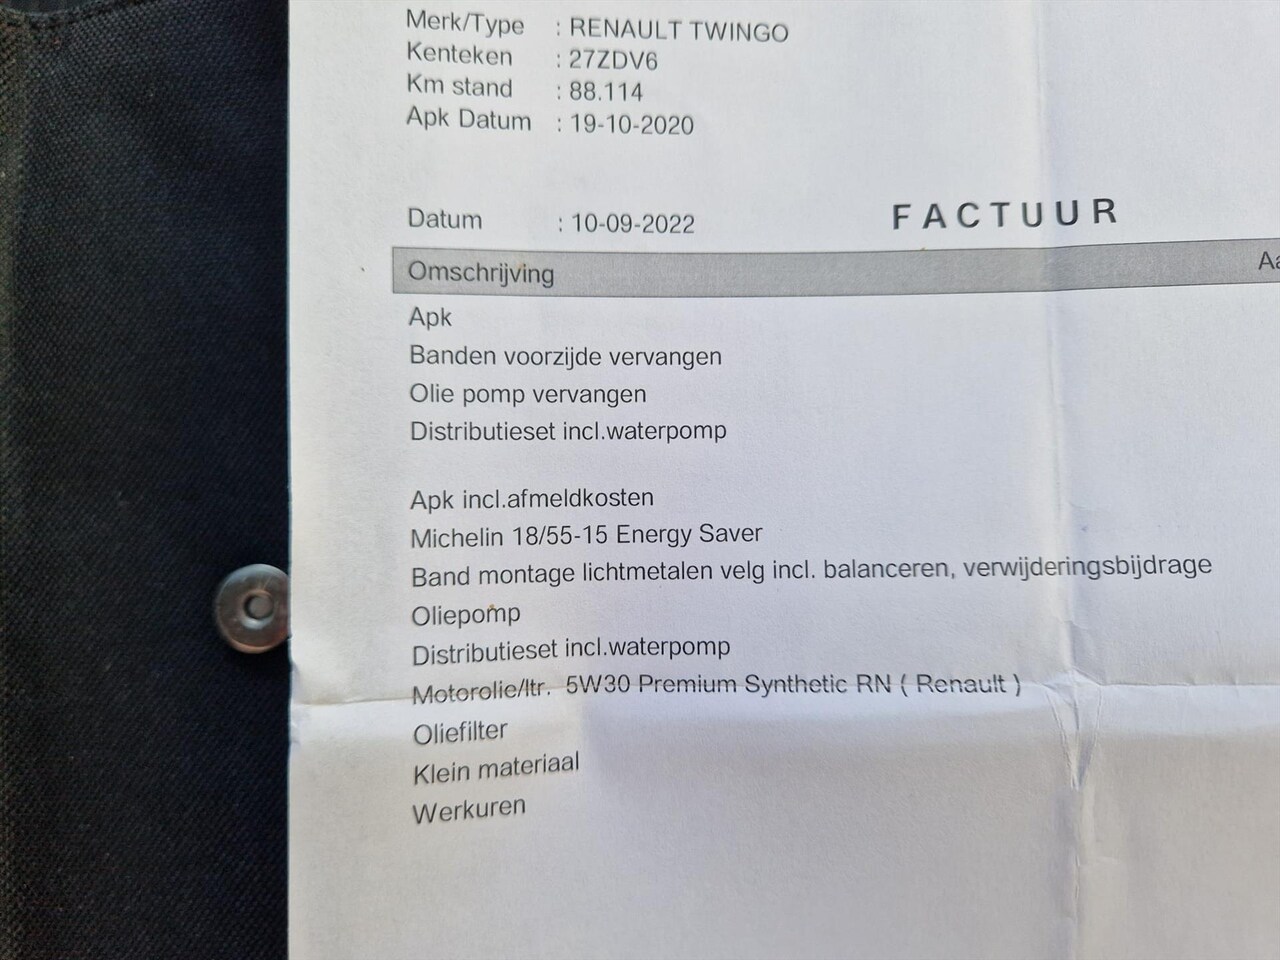 Merk/Type : RENAULT TWINGO
Kenteken : 27ZDV6
Km stand : 88.114
Apk Datum : 19-10-2020
Datum : 10-09-2022 FACTUUR
Omschrijving Aa
Apk
Banden voorzijde vervangen
Olie pomp vervangen
Distributieset incl.waterpomp
Apk incl.afmeldkosten
Michelin 18/55-15 Energy Saver
Band montage lichtmetalen velg incl. balanceren, verwijderingsbijdrage
Oliepomp
Distributieset incl.waterpomp
Motorolie/ltr. 5W30 Premium Synthetic RN ( Renault )
Oliefilter
Klein materiaal
Werkuren